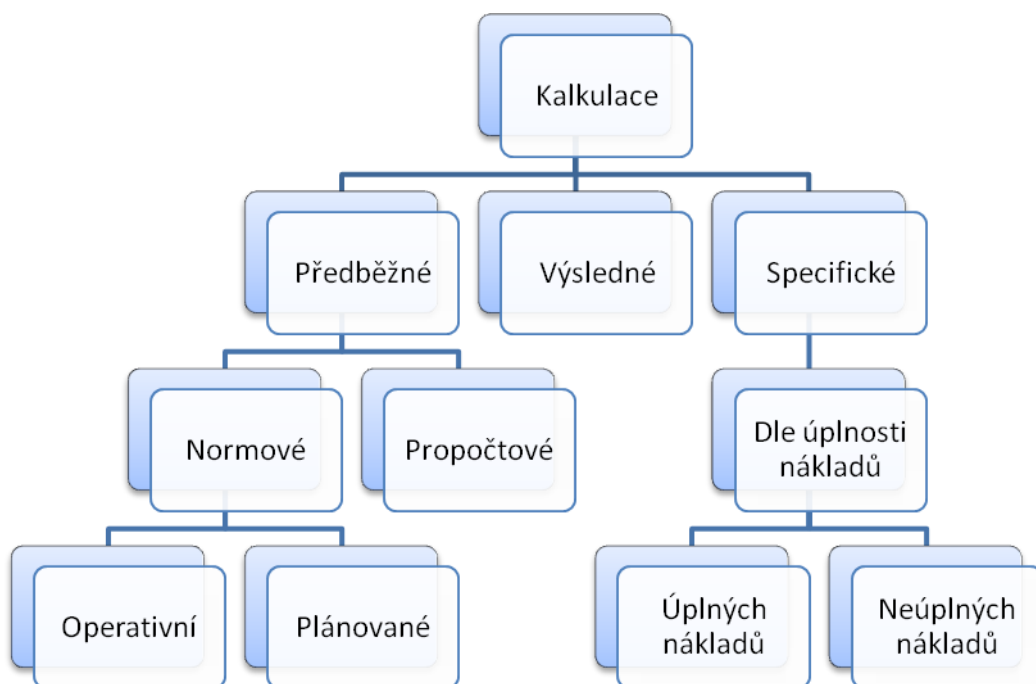 Kalkulace
Předběžné
Výsledné
Specifické
Normové
Propočtové
Dle úplnosti
nákladů
Operativní
Plánované
Úplných
nákladů
Neúplných
nákladů